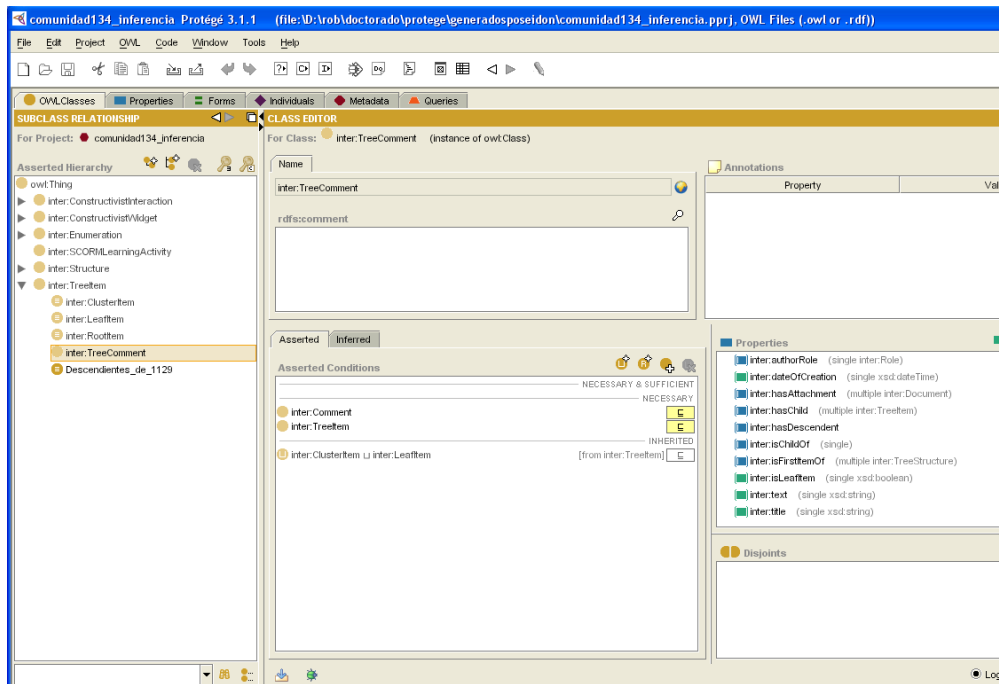 comunidad134_inferencia Protégé 3.1.1 (file:\D:\rob\doctorado\protege\generadosposeidon\comunidad134_inferencia.pprj, OWL Files (.owl or .rdf))
File Edit Project OWL Code Window Tools Help
OWLClasses Properties Forms Individuals Metadata Queries
SUBCLASS RELATIONSHIP
For Project: comunidad134_inferencia
Asserted Hierarchy
owl:Thing
inter:ConstructivistInteraction
inter:ConstructivistWidget
inter:Enumeration
inter:SCORMLearningActivity
inter:Structure
inter:TreeItem
inter:ClusterItem
inter:LeafItem
inter:RootItem
inter:TreeComment
Descendientes_de_1129
CLASS EDITOR
For Class: inter:TreeComment (instance of owl:Class)
Name
inter:TreeComment
rdfs:comment
Annotations
Property Val
Asserted Inferred
Asserted Conditions
NECESSARY & SUFFICIENT
NECESSARY
inter:Comment ⊑
inter:TreeItem ⊑
INHERITED
inter:ClusterItem ⊔ inter:LeafItem [from inter:TreeItem] ⊑
Properties
inter:authorRole (single inter:Role)
inter:dateOfCreation (single xsd:dateTime)
inter:hasAttachment (multiple inter:Document)
inter:hasChild (multiple inter:TreeItem)
inter:hasDescendent
inter:isChildOf (single)
inter:isFirstItemOf (multiple inter:TreeStructure)
inter:isLeafItem (single xsd:boolean)
inter:text (single xsd:string)
inter:title (single xsd:string)
Disjoints
Log